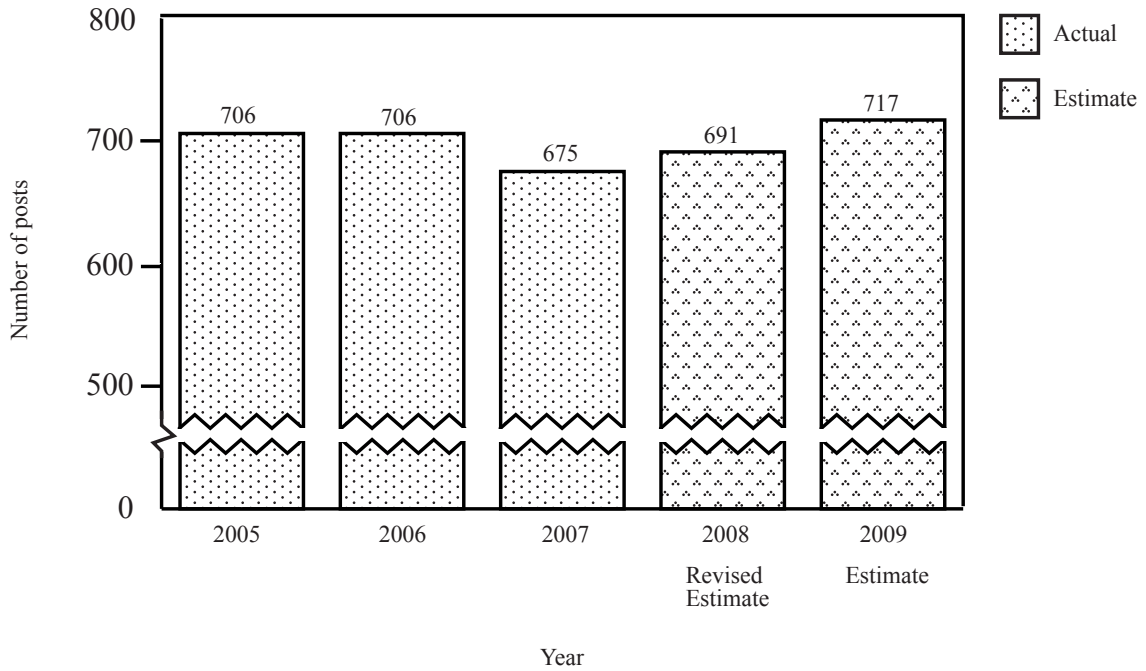 800
700
600
500
0
Number of posts
706
706
675
691
717
2005
2006
2007
2008
2009
Revised
Estimate
Estimate
Year
Actual
Estimate